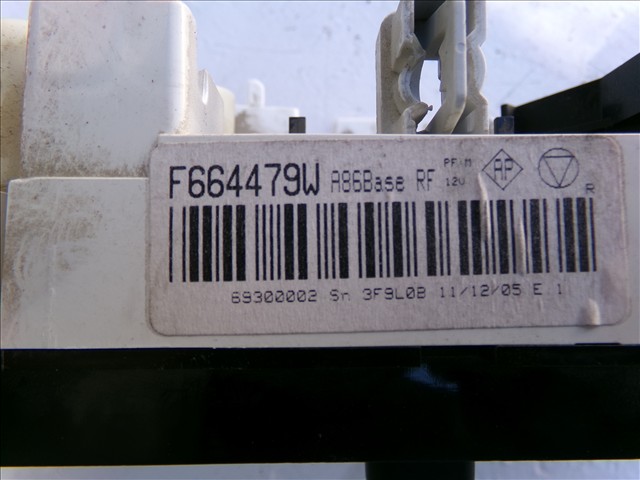 F664479W A86Base RF PF/M 12V AP
R
69300002 Sn 3F9L0B 11/12/05 E 1